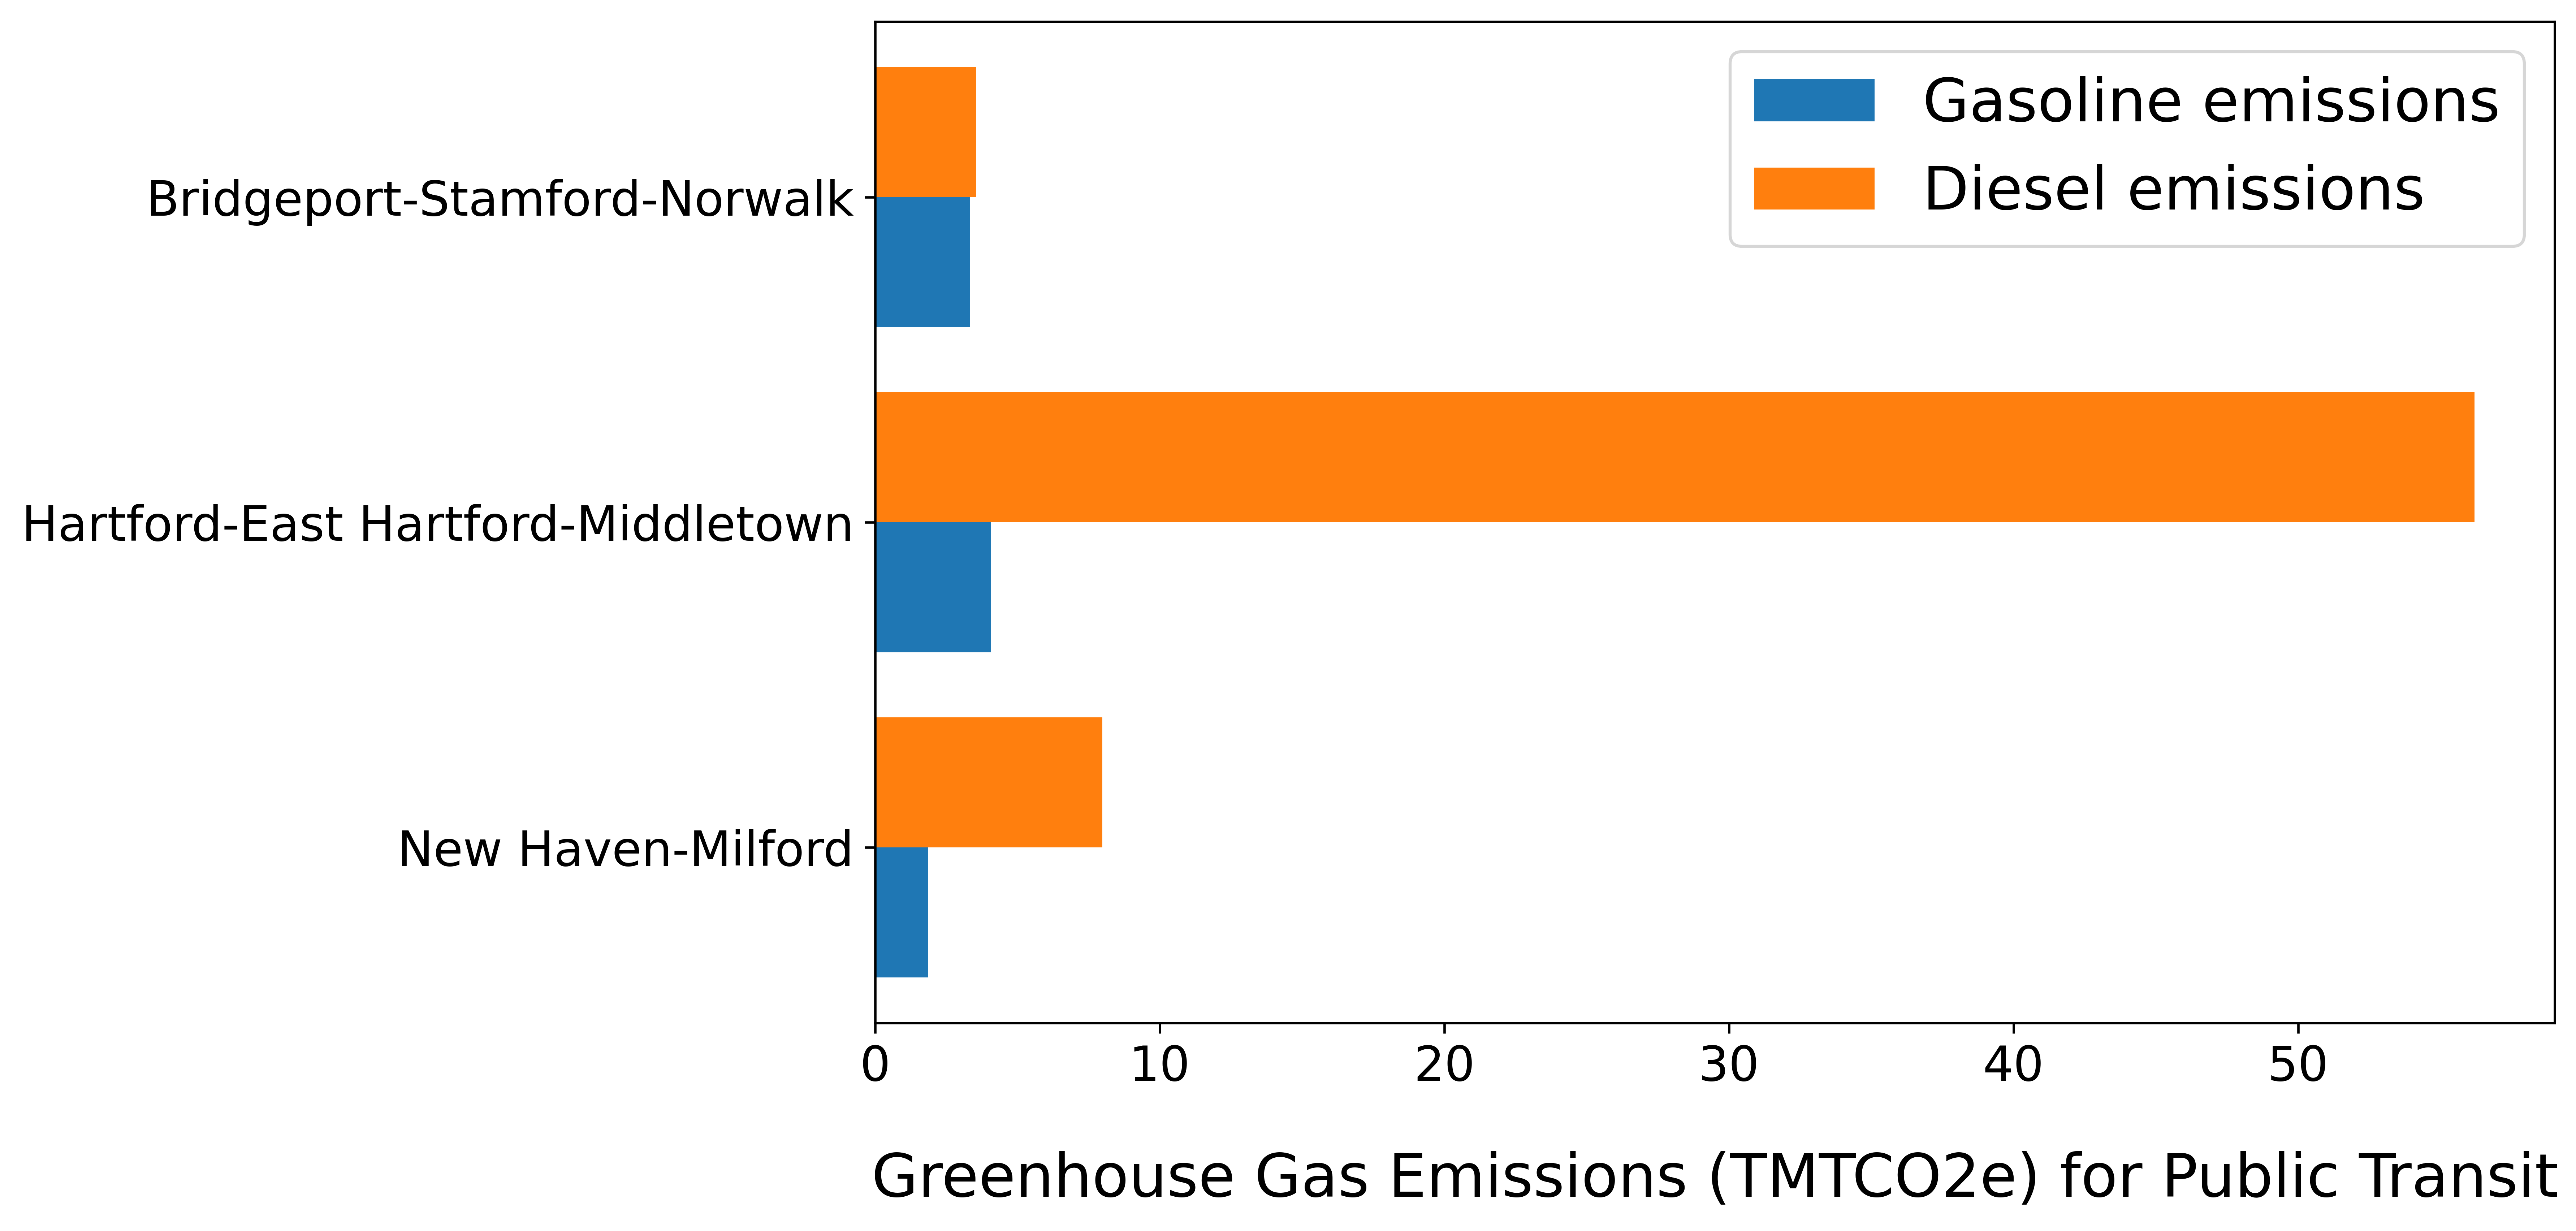 Gasoline emissions
Diesel emissions
Bridgeport-Stamford-Norwalk
Hartford-East Hartford-Middletown
New Haven-Milford
0 10 20 30 40 50
Greenhouse Gas Emissions (TMTCO2e) for Public Transit